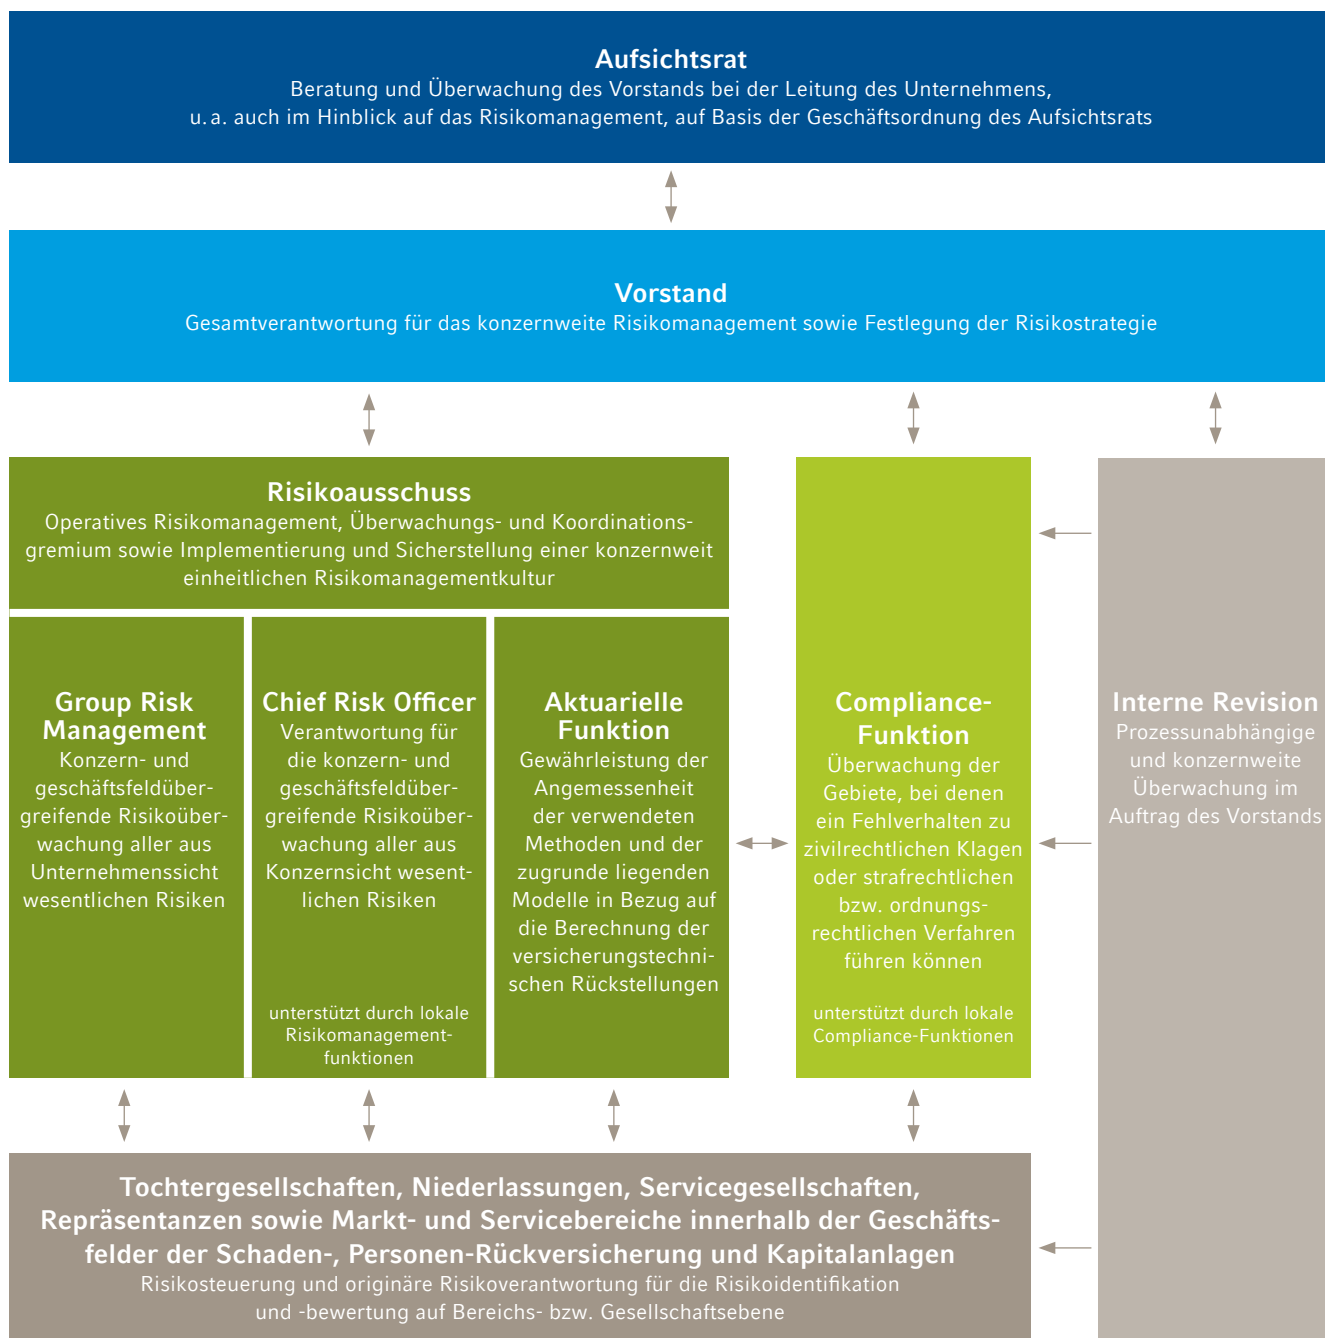 Aufsichtsrat
Beratung und Überwachung des Vorstands bei der Leitung des Unternehmens,
u. a. auch im Hinblick auf das Risikomanagement, auf Basis der Geschäftsordnung des Aufsichtsrats
Vorstand
Gesamtverantwortung für das konzernweite Risikomanagement sowie Festlegung der Risikostrategie
Risikoausschuss
Operatives Risikomanagement, Überwachungs- und Koordinations-
gremium sowie Implementierung und Sicherstellung einer konzernweit
einheitlichen Risikomanagementkultur
Group Risk
Management
Konzern- und
geschäftsfeldüber-
greifende Risikoüber-
wachung aller aus
Unternehmenssicht
wesentlichen Risiken
Chief Risk Officer
Verantwortung für
die konzern- und
geschäftsfeldüber-
greifende Risikoüber-
wachung aller aus
Konzernsicht wesent-
lichen Risiken
unterstützt durch lokale
Risikomanagement-
funktionen
Aktuarielle
Funktion
Gewährleistung der
Angemessenheit
der verwendeten
Methoden und der
zugrunde liegenden
Modelle in Bezug auf
die Berechnung der
versicherungstechni-
schen Rückstellungen
Compliance-
Funktion
Überwachung der
Gebiete, bei denen
ein Fehlverhalten zu
zivilrechtlichen Klagen
oder strafrechtlichen
bzw. ordnungs-
rechtlichen Verfahren
führen können
unterstützt durch lokale
Compliance-Funktionen
Interne Revision
Prozessunabhängige
und konzernweite
Überwachung im
Auftrag des Vorstands
Tochtergesellschaften, Niederlassungen, Servicegesellschaften,
Repräsentanzen sowie Markt- und Servicebereiche innerhalb der Geschäfts-
felder der Schaden-, Personen-Rückversicherung und Kapitalanlagen
Risikosteuerung und originäre Risikoverantwortung für die Risikoidentifikation
und -bewertung auf Bereichs- bzw. Gesellschaftsebene